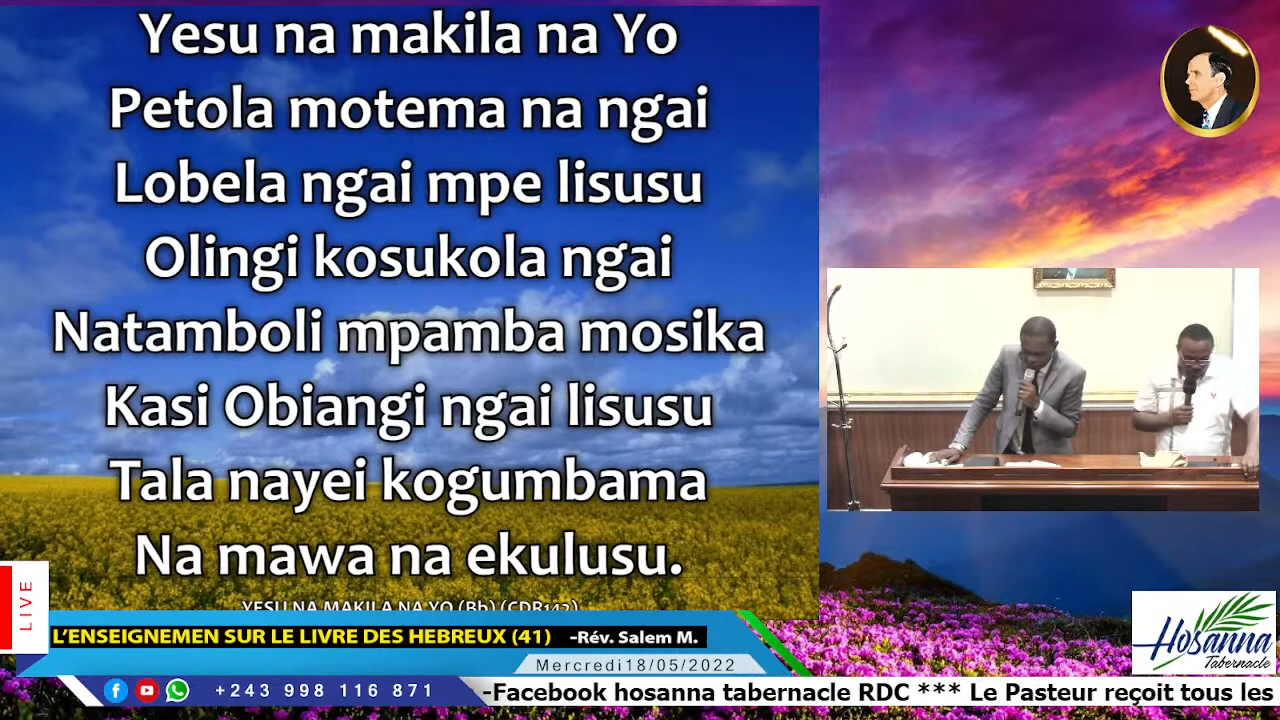 Yesu na makila na Yo
Petola motema na ngai
Lobela ngai mpe lisusu
Olingi kosukola ngai
Natamboli mpamba mosika
Kasi Obiangi ngai lisusu
Tala nayei kogumbama
Na mawa na ekulusu.
YESU NA MAKILA NA YO (Bb) (CDR142)
LIVE
L'ENSEIGNEMEN SUR LE LIVRE DES HEBREUX (41) -Rév. Salem M.
Mercredi18/05/2022
+243 998 116 871
-Facebook hosanna tabernacle RDC *** Le Pasteur reçoit tous les
Hosanna
Tabernacle